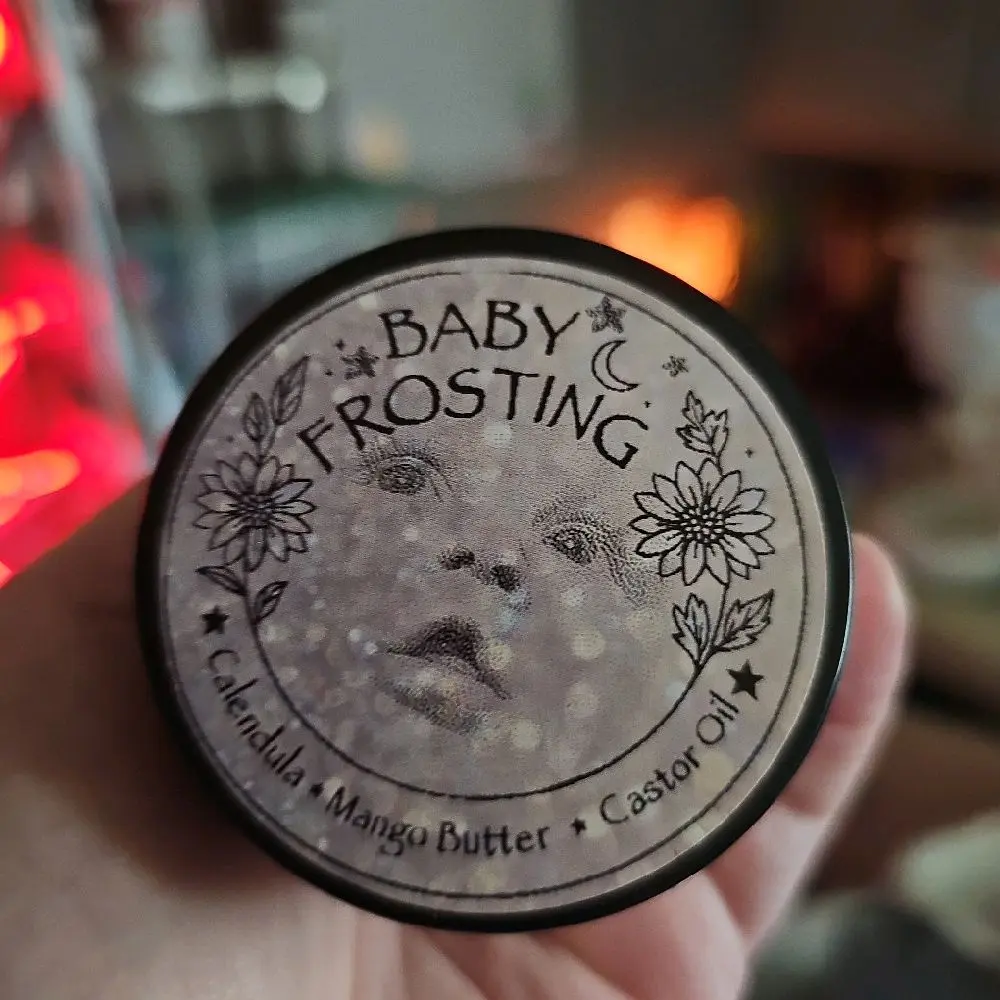 BABY
FROSTING
Calendula ★ Mango Butter ★ Castor Oil